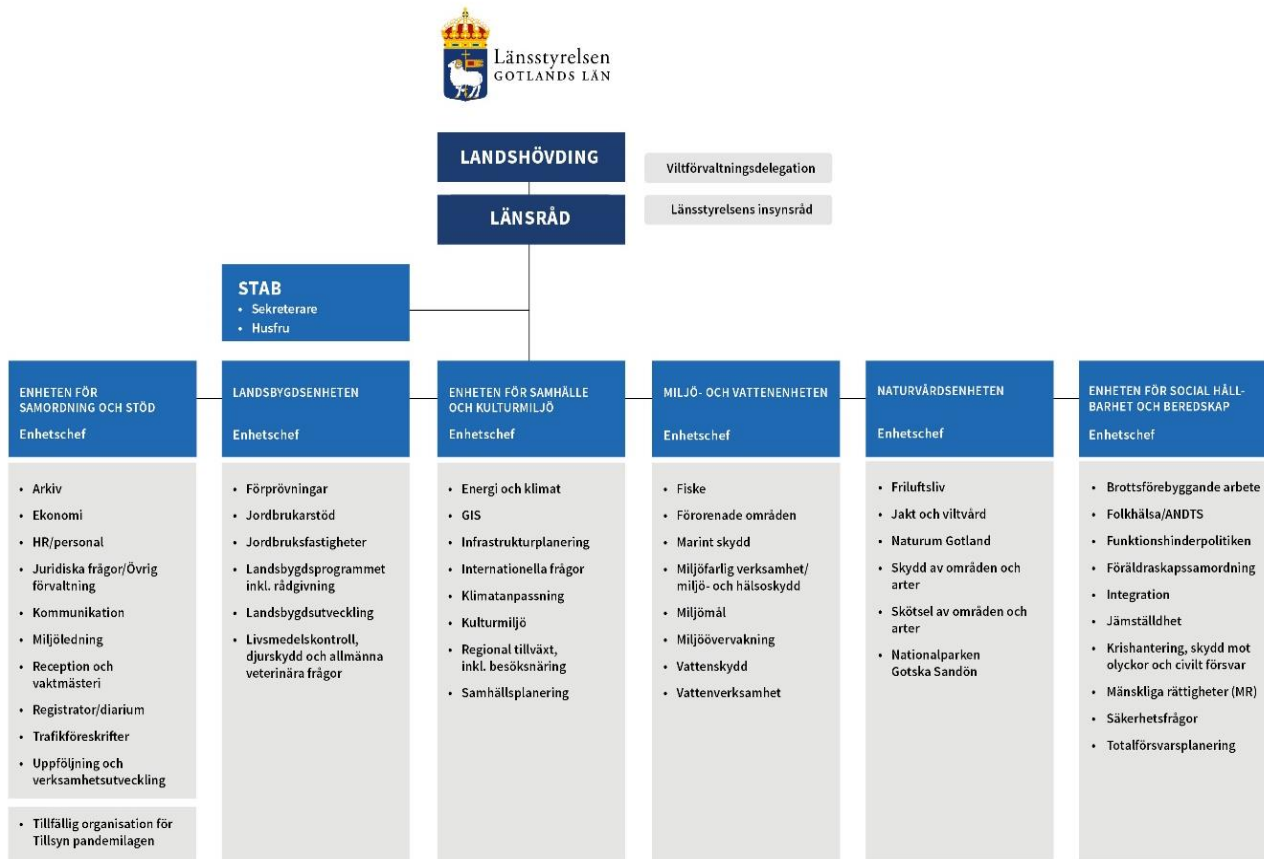 Länsstyrelsen
GOTLANDS LÄN
LANDSHÖVDING
Viltförvaltningsdelegation
LÄNSRÅD
Länsstyrelsens insynsråd
STAB
• Sekreterare
• Husfru
ENHETEN FÖR
SAMORDNING OCH STÖD
Enhetschef
• Arkiv
• Ekonomi
• HR/personal
• Juridiska frågor/Övrig
förvaltning
• Kommunikation
• Miljöledning
• Reception och
vaktmästeri
• Registrator/diarium
• Trafikföreskrifter
• Uppföljning och
verksamhetsutveckling
• Tillfällig organisation för
Tillsyn pandemilagen
LANDSBYGDSENHETEN
Enhetschef
• Förprövningar
• Jordbrukarstöd
• Jordbruksfastigheter
• Landsbygdsprogrammet
inkl. rådgivning
• Landsbygdsutveckling
• Livsmedelskontroll,
djurskydd och allmänna
veterinära frågor
ENHETEN FÖR SAMHÄLLE
OCH KULTURMILJÖ
Enhetschef
• Energi och klimat
• GIS
• Infrastrukturplanering
• Internationella frågor
• Klimatanpassning
• Kulturmiljö
• Regional tillväxt,
inkl. besöksnäring
• Samhällsplanering
MILJÖ- OCH VATTENENHETEN
Enhetschef
• Fiske
• Förorenade områden
• Marint skydd
• Miljöfarlig verksamhet/
miljö- och hälsoskydd
• Miljömål
• Miljöövervakning
• Vattenskydd
• Vattenverksamhet
NATURVÅRDSENHETEN
Enhetschef
• Friluftsliv
• Jakt och viltvård
• Naturum Gotland
• Skydd av områden och
arter
• Skötsel av områden och
arter
• Nationalparken
Gotska Sandön
ENHETEN FÖR SOCIAL HÅLL-
BARHET OCH BEREDSKAP
Enhetschef
• Brottsförebyggande arbete
• Folkhälsa/ANDTS
• Funktionshinderpolitiken
• Föräldraskapssamordning
• Integration
• Jämställdhet
• Krishantering, skydd mot
olyckor och civilt försvar
• Mänskliga rättigheter (MR)
• Säkerhetsfrågor
• Totalförsvarsplanering